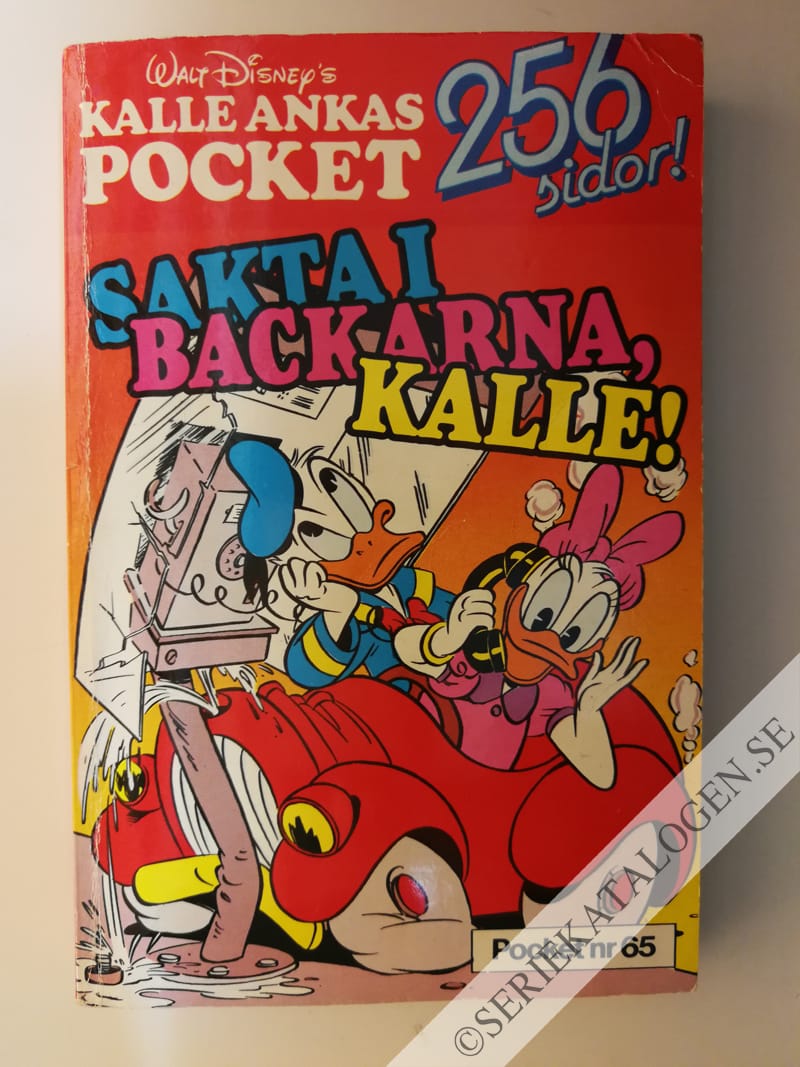 WALT DISNEY'S
KALLE ANKAS
POCKET
256
sidor!
SAKTA I
BACKARNA,
KALLE!
Pocket nr 65
©SERIEKATALOGEN.SE